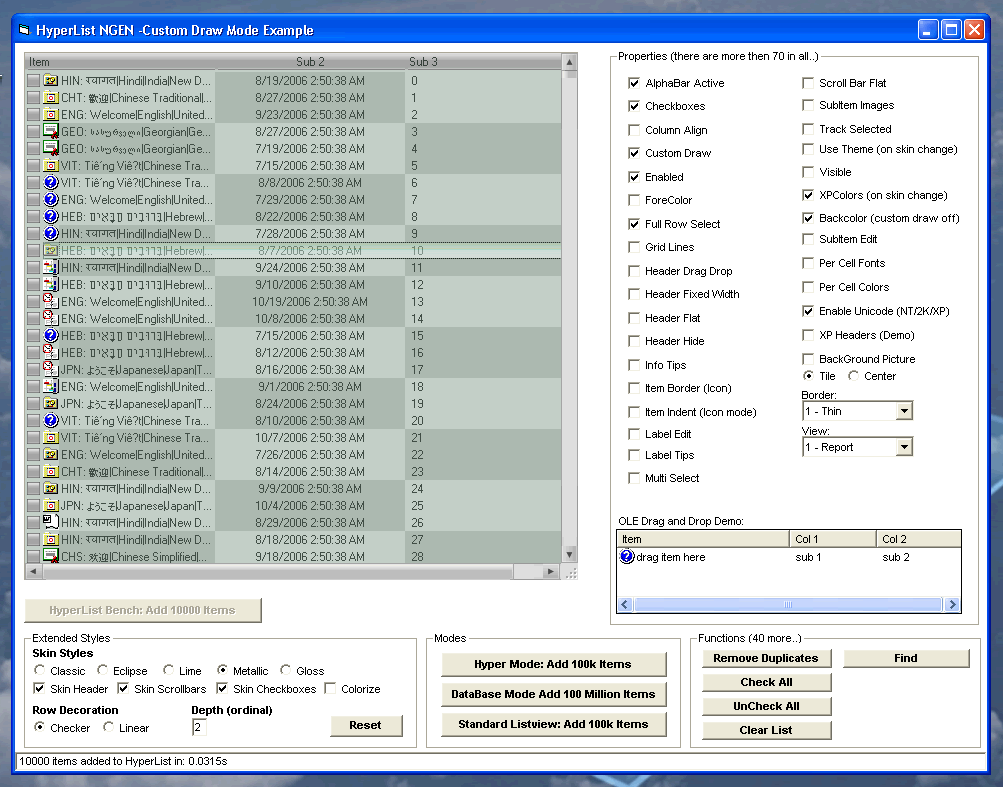 HyperList NGEN -Custom Draw Mode Example
Item Sub 2 Sub 3
HIN: स्वागत|Hindi|India|New D... 8/19/2006 2:50:38 AM 0
CHT: 歡迎|Chinese Traditional|... 8/27/2006 2:50:38 AM 1
ENG: Welcome|English|United... 9/23/2006 2:50:38 AM 2
GEO: |Georgian|Ge... 8/27/2006 2:50:38 AM 3
GEO: |Georgian|Ge... 7/19/2006 2:50:38 AM 4
VIT: Tiê´ng Viê?t|Chinese Tra... 7/15/2006 2:50:38 AM 5
VIT: Tiê´ng Viê?t|Chinese Tra... 8/8/2006 2:50:38 AM 6
ENG: Welcome|English|United... 7/29/2006 2:50:38 AM 7
HEB: ברובים הבאים|Hebrew|... 8/22/2006 2:50:38 AM 8
HIN: स्वागत|Hindi|India|New D... 7/28/2006 2:50:38 AM 9
HEB: ברובים הבאים|Hebrew|... 8/7/2006 2:50:38 AM 10
HIN: स्वागत|Hindi|India|New D... 9/24/2006 2:50:38 AM 11
HEB: ברובים הבאים|Hebrew|... 9/10/2006 2:50:38 AM 12
ENG: Welcome|English|United... 10/19/2006 2:50:38 AM 13
ENG: Welcome|English|United... 10/8/2006 2:50:38 AM 14
HEB: ברובים הבאים|Hebrew|... 7/15/2006 2:50:38 AM 15
HEB: ברובים הבאים|Hebrew|... 8/12/2006 2:50:38 AM 16
JPN: ようこそ|Japanese|Japan|T... 8/16/2006 2:50:38 AM 17
ENG: Welcome|English|United... 9/1/2006 2:50:38 AM 18
JPN: ようこそ|Japanese|Japan|T... 8/24/2006 2:50:38 AM 19
VIT: Tiê´ng Viê?t|Chinese Tra... 8/10/2006 2:50:38 AM 20
VIT: Tiê´ng Viê?t|Chinese Tra... 10/7/2006 2:50:38 AM 21
ENG: Welcome|English|United... 7/26/2006 2:50:38 AM 22
CHT: 歡迎|Chinese Traditional|... 8/14/2006 2:50:38 AM 23
HIN: स्वागत|Hindi|India|New D... 9/9/2006 2:50:38 AM 24
JPN: ようこそ|Japanese|Japan|T... 10/4/2006 2:50:38 AM 25
HIN: स्वागत|Hindi|India|New D... 8/29/2006 2:50:38 AM 26
HIN: स्वागत|Hindi|India|New D... 8/18/2006 2:50:38 AM 27
CHS: 欢迎|Chinese Simplified|... 9/18/2006 2:50:38 AM 28
HyperList Bench: Add 10000 Items
Properties (there are more then 70 in all..)
AlphaBar Active
Checkboxes
Column Align
Custom Draw
Enabled
ForeColor
Full Row Select
Grid Lines
Header Drag Drop
Header Fixed Width
Header Flat
Header Hide
Info Tips
Item Border (Icon)
Item Indent (Icon mode)
Label Edit
Label Tips
Multi Select
Scroll Bar Flat
SubItem Images
Track Selected
Use Theme (on skin change)
Visible
XPColors (on skin change)
Backcolor (custom draw off)
SubItem Edit
Per Cell Fonts
Per Cell Colors
Enable Unicode (NT/2K/XP)
XP Headers (Demo)
BackGround Picture
Tile Center
Border:
1 - Thin
View:
1 - Report
OLE Drag and Drop Demo:
Item Col 1 Col 2
drag item here sub 1 sub 2
Extended Styles
Skin Styles
Classic Eclipse Lime Metallic Gloss
Skin Header Skin Scrollbars Skin Checkboxes Colorize
Row Decoration Depth (ordinal)
Checker Linear 2 Reset
Modes
Hyper Mode: Add 100k Items
DataBase Mode Add 100 Million Items
Standard Listview: Add 100k Items
Functions (40 more..)
Remove Duplicates Find
Check All
UnCheck All
Clear List
10000 items added to HyperList in: 0.0315s